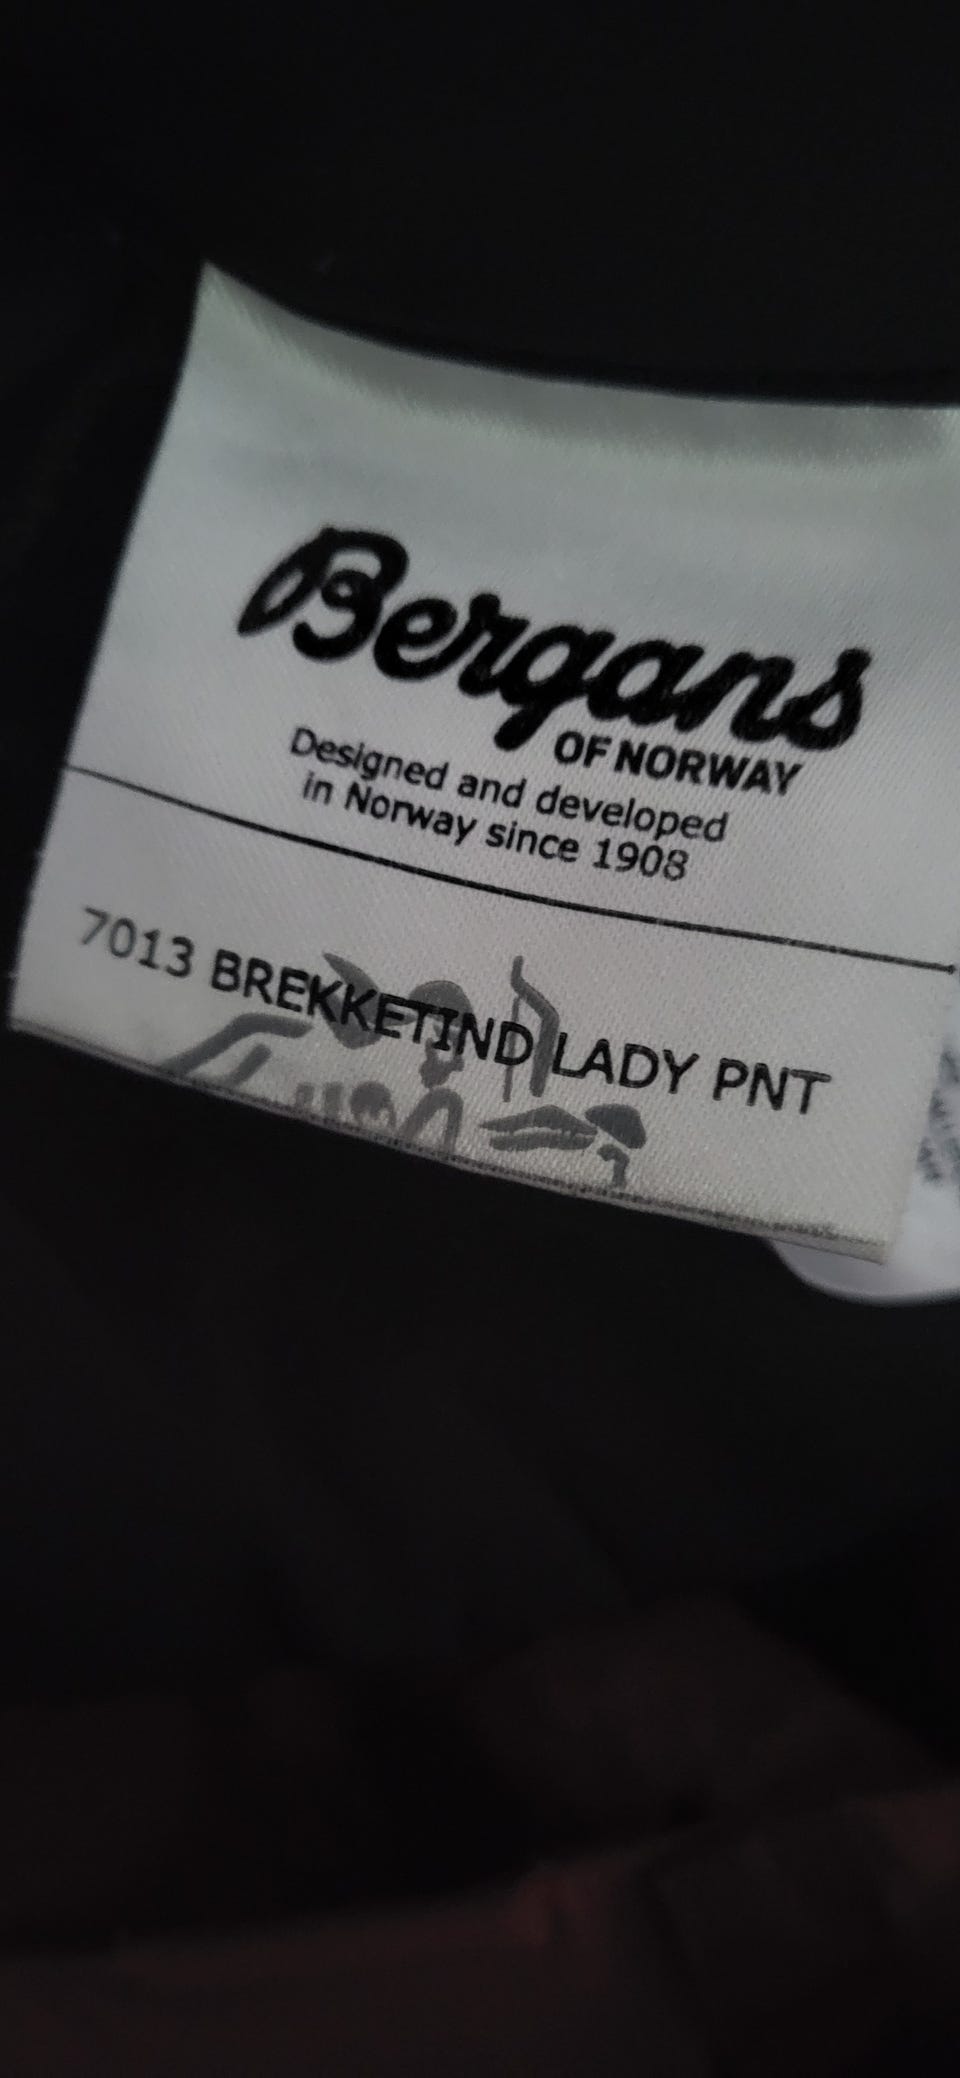 Bergans
OF NORWAY
Designed and developed
in Norway since 1908
7013 BREKKETIND LADY PNT